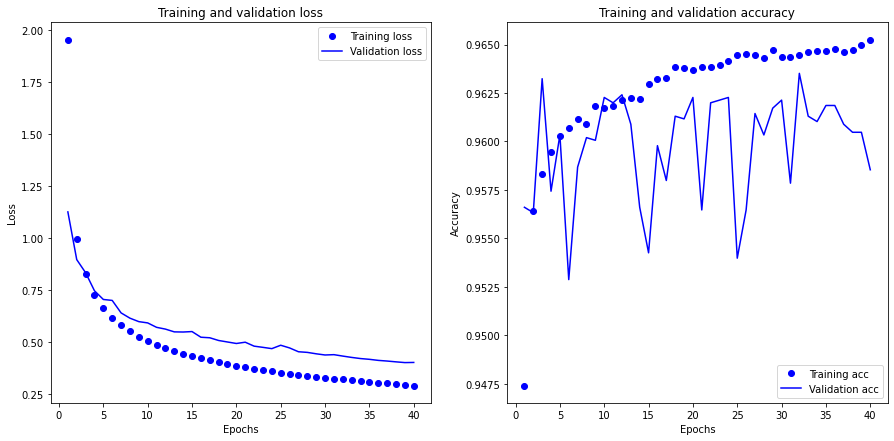 Training and validation loss
2.00
1.75
1.50
1.25
1.00
0.75
0.50
0.25
Loss
Training loss
Validation loss
0 5 10 15 20 25 30 35 40
Epochs
Training and validation accuracy
0.9650
0.9625
0.9600
0.9575
0.9550
0.9525
0.9500
0.9475
Accuracy
Training acc
Validation acc
0 5 10 15 20 25 30 35 40
Epochs